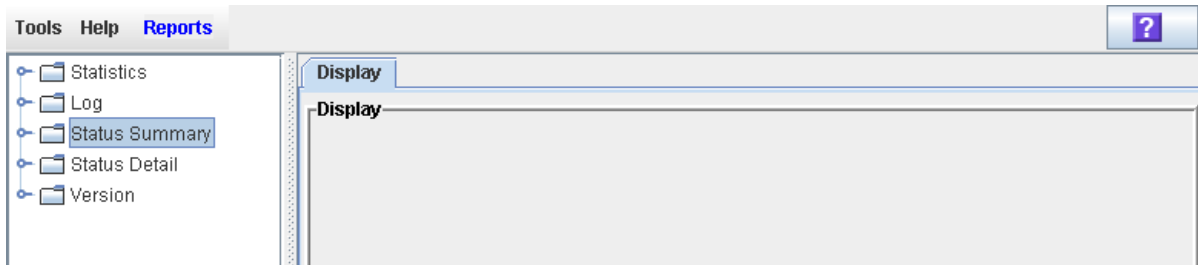 Tools Help Reports
?
Statistics
Log
Status Summary
Status Detail
Version
Display
Display